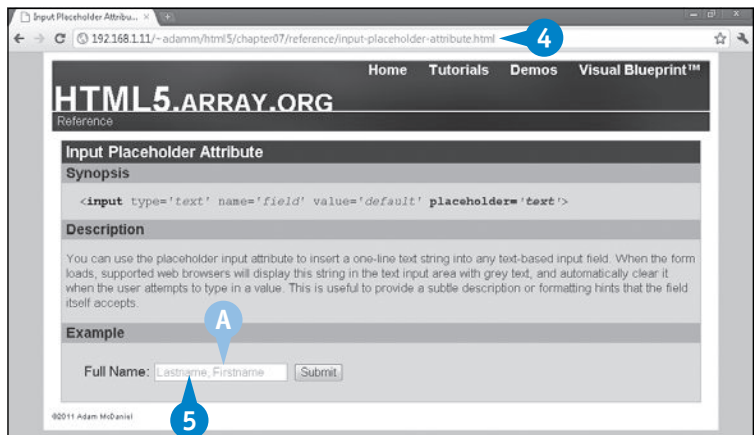 Input Placeholder Attribu...
192.168.1.11/~adamm/html5/chapter07/reference/input-placeholder-attribute.html
4
Home Tutorials Demos Visual Blueprint™
HTML5.ARRAY.ORG
Reference
Input Placeholder Attribute
Synopsis
<input type='text' name='field' value='default' placeholder='text'>
Description
You can use the placeholder input attribute to insert a one-line text string into any text-based input field. When the form
loads, supported web browsers will display this string in the text input area with grey text, and automatically clear it
when the user attempts to type in a value. This is useful to provide a subtle description or formatting hints that the field
itself accepts.
A
Example
Full Name: Lastname, Firstname Submit
5
©2011 Adam McDaniel